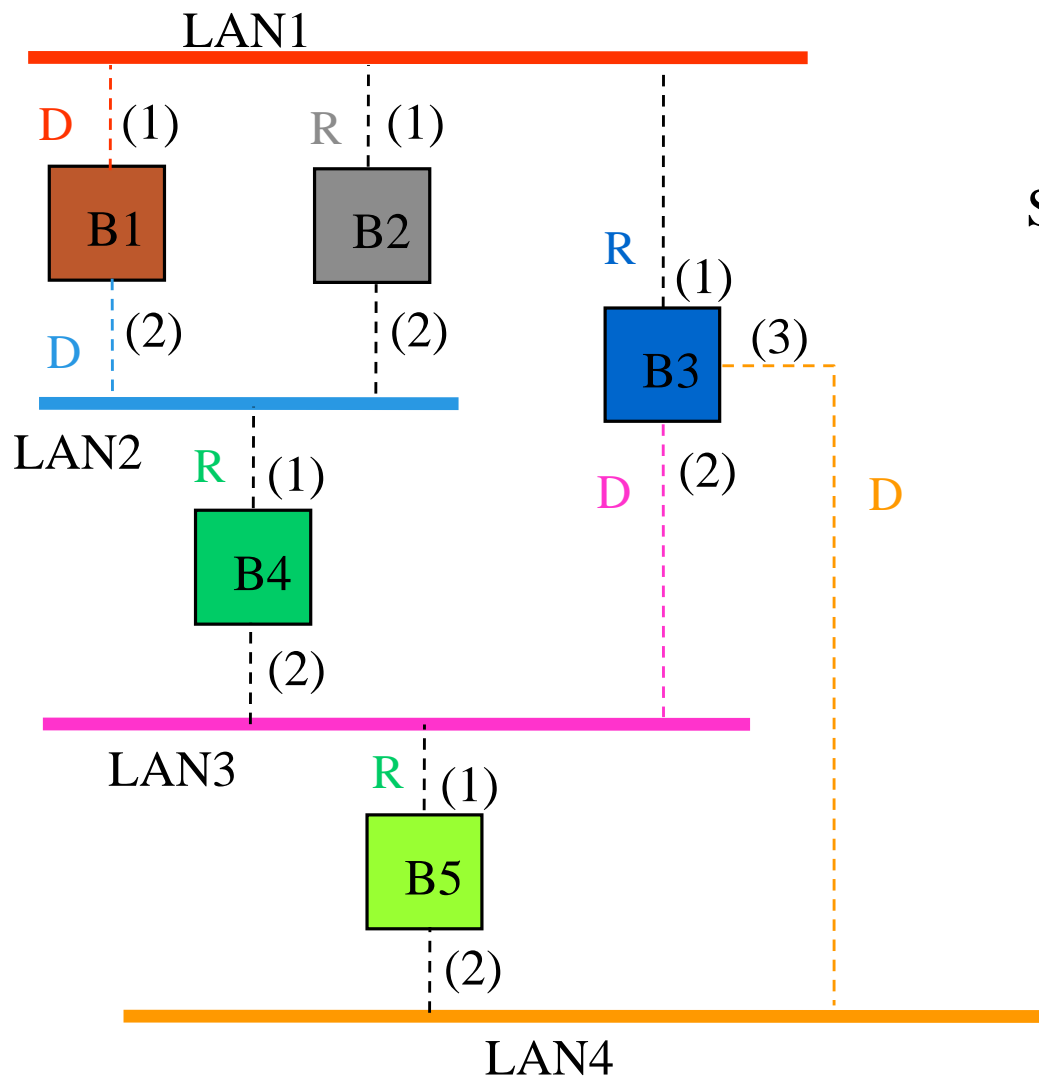 LAN1
D (1) R (1)
B1 B2 S
R (1)
D (2) (2) (3)
B3
LAN2 R (1) D (2) D
B4
(2)
LAN3 R (1)
B5
(2)
LAN4